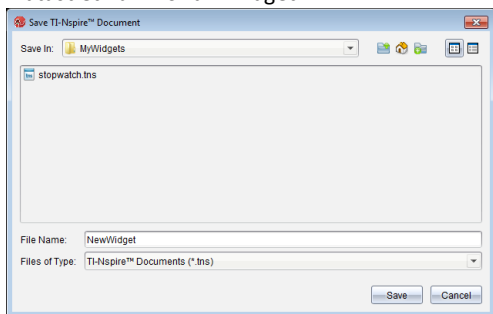 Save TI-Nspire™ Document
Save In: MyWidgets
stopwatch.tns
File Name: NewWidget
Files of Type: TI-Nspire™ Documents (*.tns)
Save Cancel